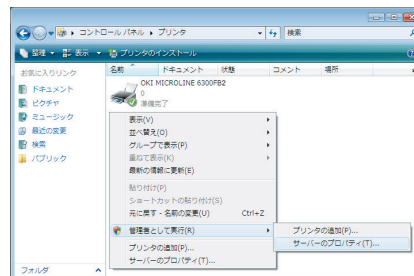 コントロール パネル ▸ プリンタ
検索
整理 表示 プリンタのインストール
お気に入りリンク
ドキュメント
ピクチャ
ミュージック
最近の変更
検索
パブリック
フォルダ
名前 ドキュメント 状態 コメント 場所
OKI MICROLINE 6300FB2
0
準備完了
表示(V)
並べ替え(O)
グループで表示(P)
重ねて表示(K)
最新の情報に更新(E)
貼り付け(P)
ショートカットの貼り付け(S)
元に戻す - 名前の変更(U) Ctrl+Z
管理者として実行(R)
プリンタの追加(P)...
サーバーのプロパティ(T)...
プリンタの追加(P)...
サーバーのプロパティ(T)...